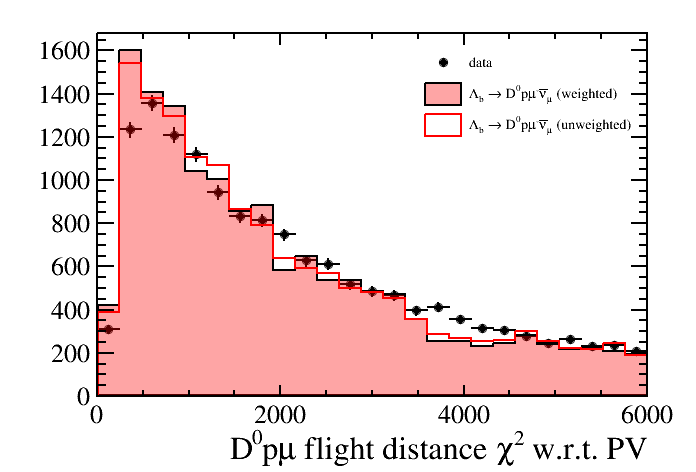 1600
1400
1200
1000
800
600
400
200
0
data
Λb → D⁰pμ ν̅μ (weighted)
Λb → D⁰pμ ν̅μ (unweighted)
0 2000 4000 6000
D⁰pμ flight distance χ² w.r.t. PV